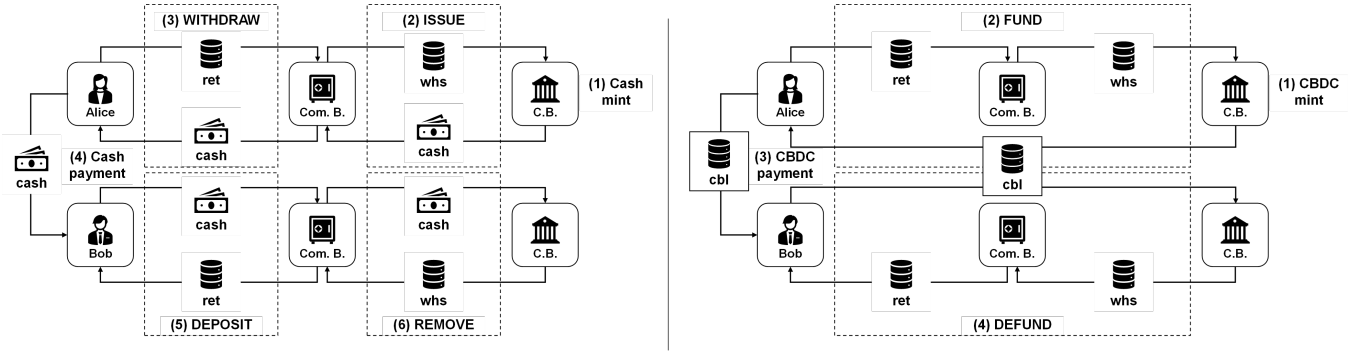 (3) WITHDRAW
(2) ISSUE
ret
whs
Alice
Com. B.
C.B.
(1) Cash
mint
cash
cash
cash
(4) Cash
payment
cash
cash
Bob
Com. B.
C.B.
ret
whs
(5) DEPOSIT
(6) REMOVE
(2) FUND
ret
whs
Alice
Com. B.
C.B.
(1) CBDC
mint
cbl
(3) CBDC
payment
cbl
Bob
Com. B.
C.B.
ret
whs
(4) DEFUND